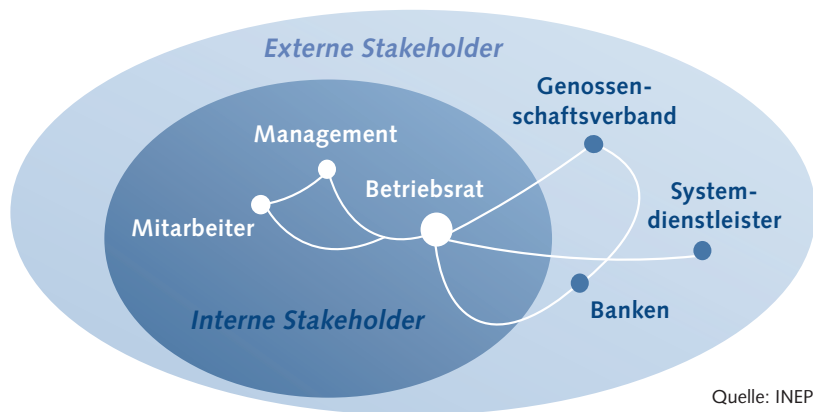 Externe Stakeholder
Genossen-
schaftsverband
Management
Betriebsrat
System-
dienstleister
Mitarbeiter
Interne Stakeholder
Banken
Quelle: INEP